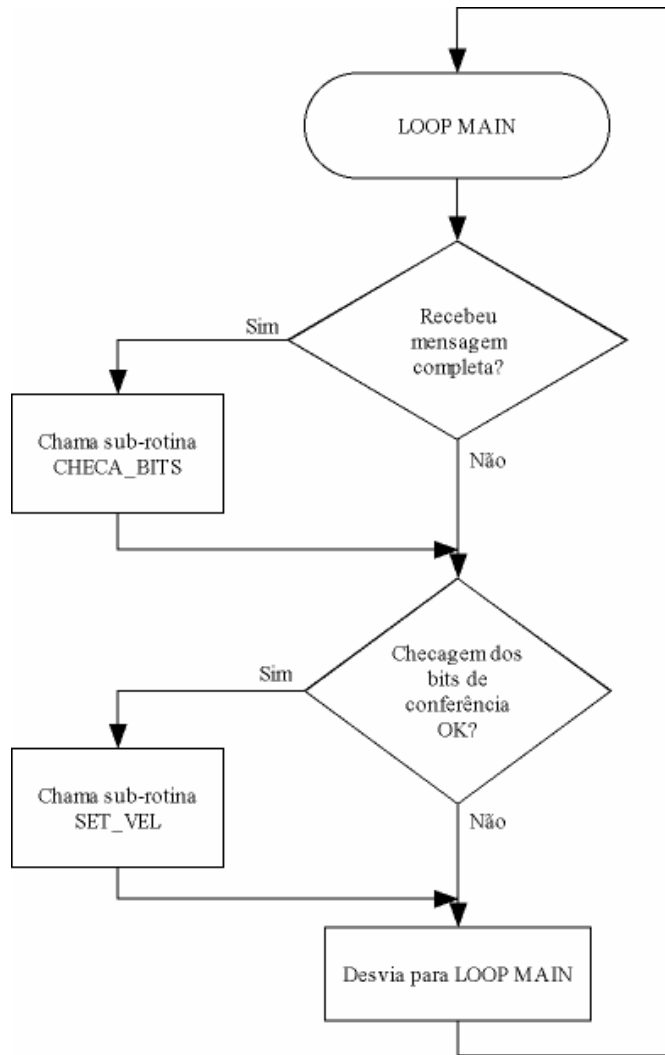 LOOP MAIN
Recebeu
mensagem
completa?
Sim
Chama sub-rotina
CHECA_BITS
Não
Checagem dos
bits de
conferência
OK?
Sim
Chama sub-rotina
SET_VEL
Não
Desvia para LOOP MAIN